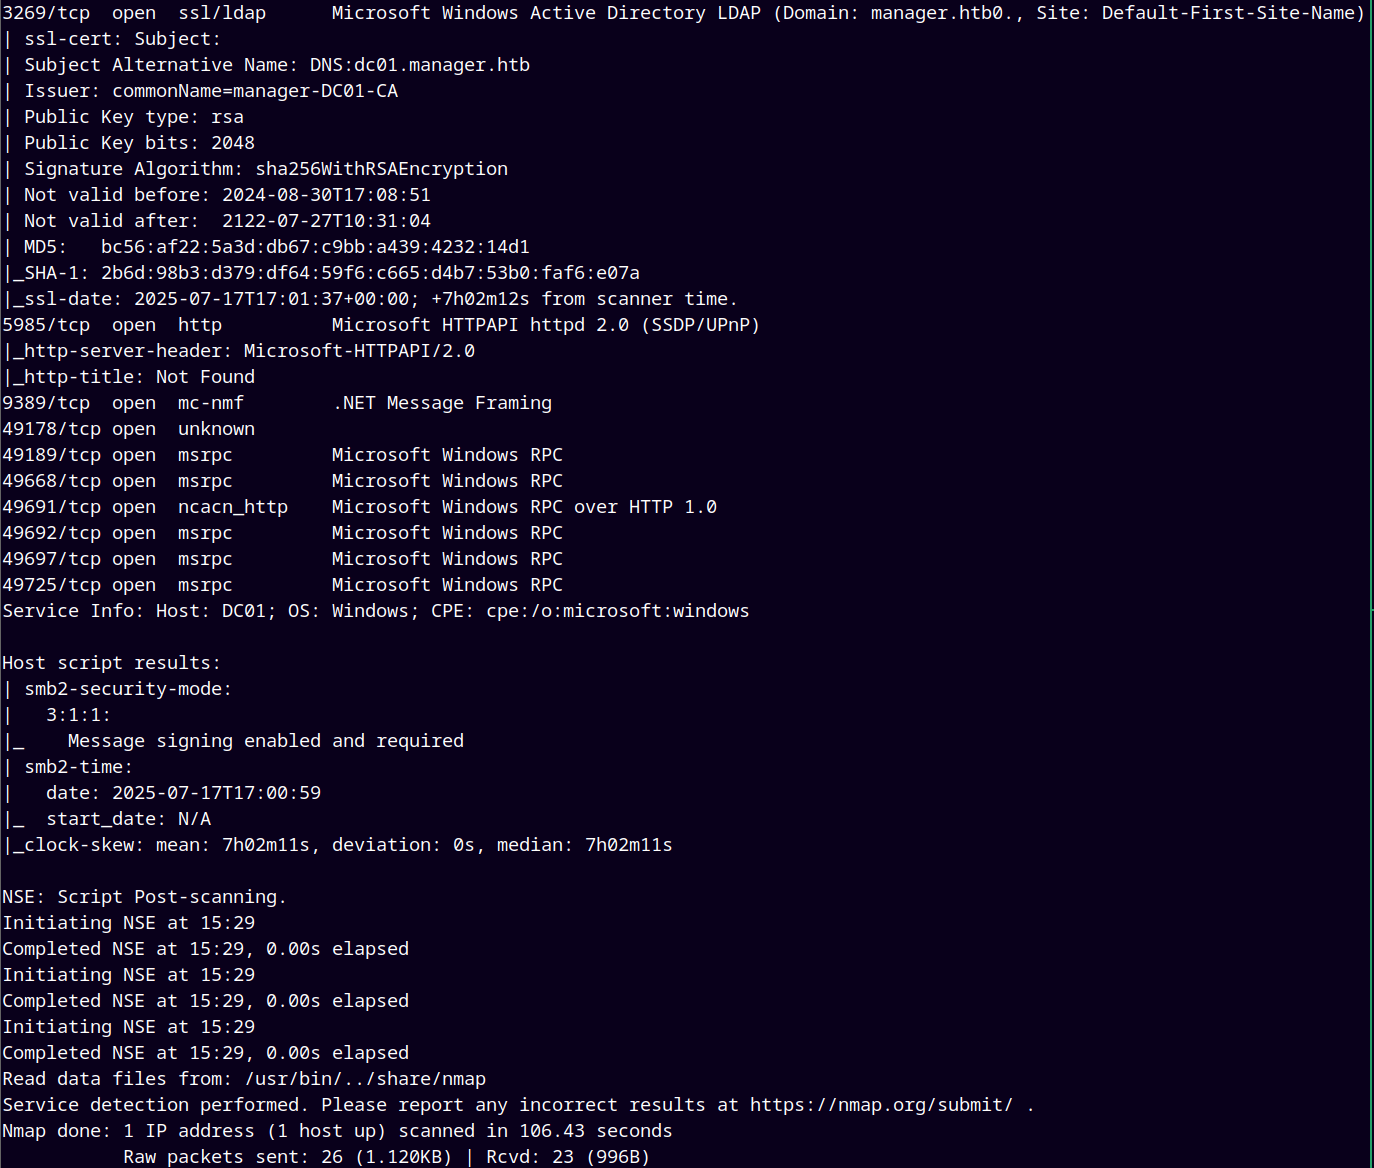 3269/tcp  open  ssl/ldap      Microsoft Windows Active Directory LDAP (Domain: manager.htb0., Site: Default-First-Site-Name)
| ssl-cert: Subject:
| Subject Alternative Name: DNS:dc01.manager.htb
| Issuer: commonName=manager-DC01-CA
| Public Key type: rsa
| Public Key bits: 2048
| Signature Algorithm: sha256WithRSAEncryption
| Not valid before: 2024-08-30T17:08:51
| Not valid after:  2122-07-27T10:31:04
| MD5:   bc56:af22:5a3d:db67:c9bb:a439:4232:14d1
|_SHA-1: 2b6d:98b3:d379:df64:59f6:c665:d4b7:53b0:faf6:e07a
|_ssl-date: 2025-07-17T17:01:37+00:00; +7h02m12s from scanner time.
5985/tcp  open  http          Microsoft HTTPAPI httpd 2.0 (SSDP/UPnP)
|_http-server-header: Microsoft-HTTPAPI/2.0
|_http-title: Not Found
9389/tcp  open  mc-nmf        .NET Message Framing
49178/tcp open  unknown
49189/tcp open  msrpc         Microsoft Windows RPC
49668/tcp open  msrpc         Microsoft Windows RPC
49691/tcp open  ncacn_http    Microsoft Windows RPC over HTTP 1.0
49692/tcp open  msrpc         Microsoft Windows RPC
49697/tcp open  msrpc         Microsoft Windows RPC
49725/tcp open  msrpc         Microsoft Windows RPC
Service Info: Host: DC01; OS: Windows; CPE: cpe:/o:microsoft:windows

Host script results:
| smb2-security-mode:
|   3:1:1:
|_    Message signing enabled and required
| smb2-time:
|   date: 2025-07-17T17:00:59
|_  start_date: N/A
|_clock-skew: mean: 7h02m11s, deviation: 0s, median: 7h02m11s

NSE: Script Post-scanning.
Initiating NSE at 15:29
Completed NSE at 15:29, 0.00s elapsed
Initiating NSE at 15:29
Completed NSE at 15:29, 0.00s elapsed
Initiating NSE at 15:29
Completed NSE at 15:29, 0.00s elapsed
Read data files from: /usr/bin/../share/nmap
Service detection performed. Please report any incorrect results at https://nmap.org/submit/ .
Nmap done: 1 IP address (1 host up) scanned in 106.43 seconds
           Raw packets sent: 26 (1.120KB) | Rcvd: 23 (996B)